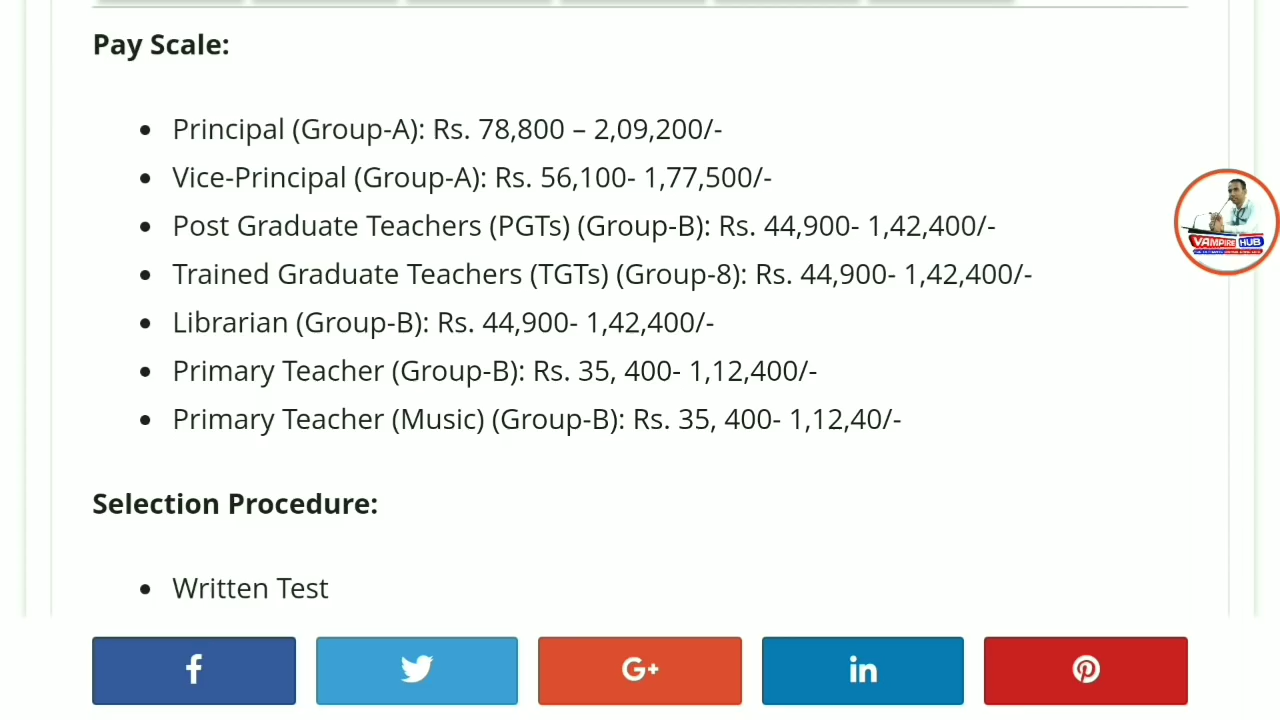 Pay Scale:
• Principal (Group-A): Rs. 78,800 – 2,09,200/-
• Vice-Principal (Group-A): Rs. 56,100- 1,77,500/-
• Post Graduate Teachers (PGTs) (Group-B): Rs. 44,900- 1,42,400/-
• Trained Graduate Teachers (TGTs) (Group-8): Rs. 44,900- 1,42,400/-
• Librarian (Group-B): Rs. 44,900- 1,42,400/-
• Primary Teacher (Group-B): Rs. 35, 400- 1,12,400/-
• Primary Teacher (Music) (Group-B): Rs. 35, 400- 1,12,40/-
VAMPIRE HUB
Selection Procedure:
• Written Test
f G+ in